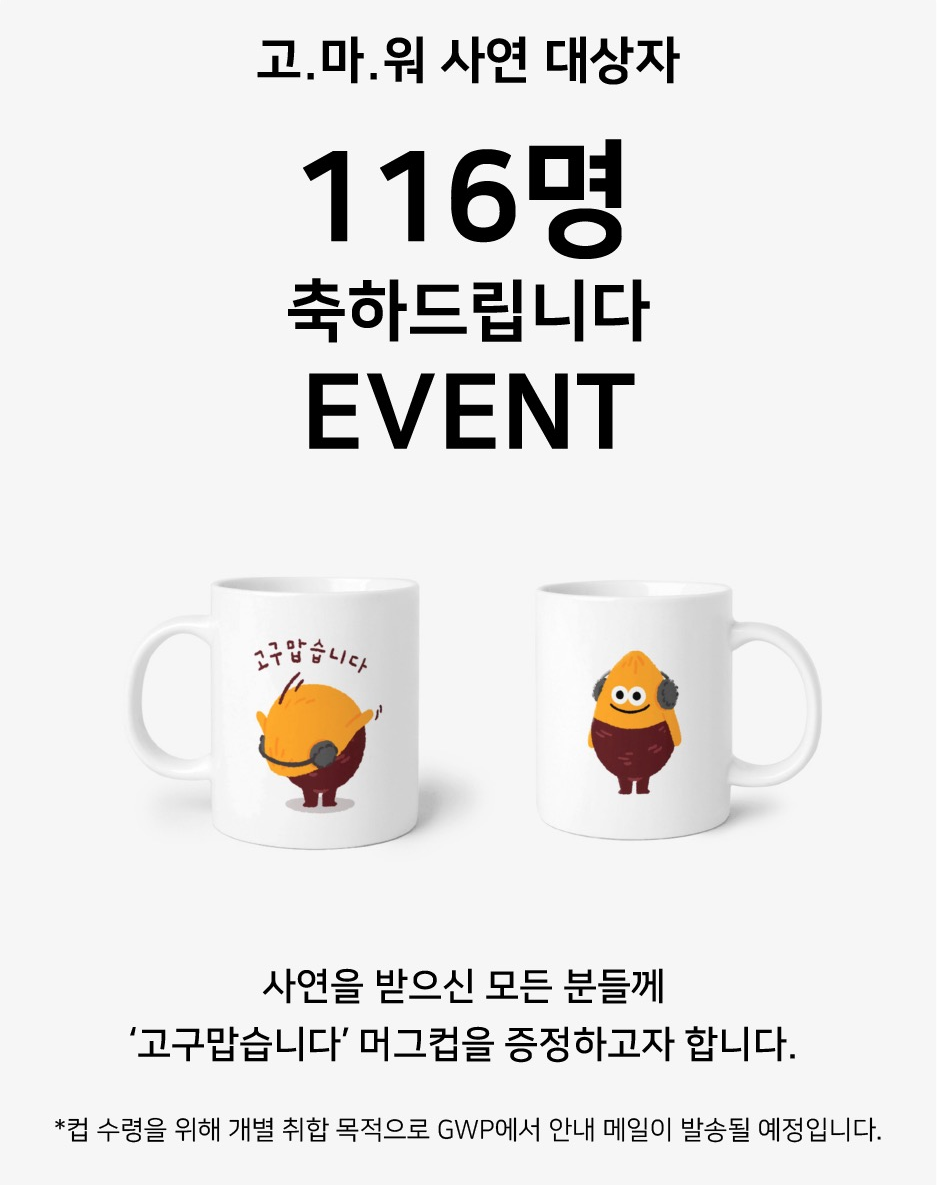 고.마.워 사연 대상자
116명
축하드립니다
EVENT
고구맙습니다
사연을 받으신 모든 분들께
‘고구맙습니다’ 머그컵을 증정하고자 합니다.
*컵 수령을 위해 개별 취합 목적으로 GWP에서 안내 메일이 발송될 예정입니다.